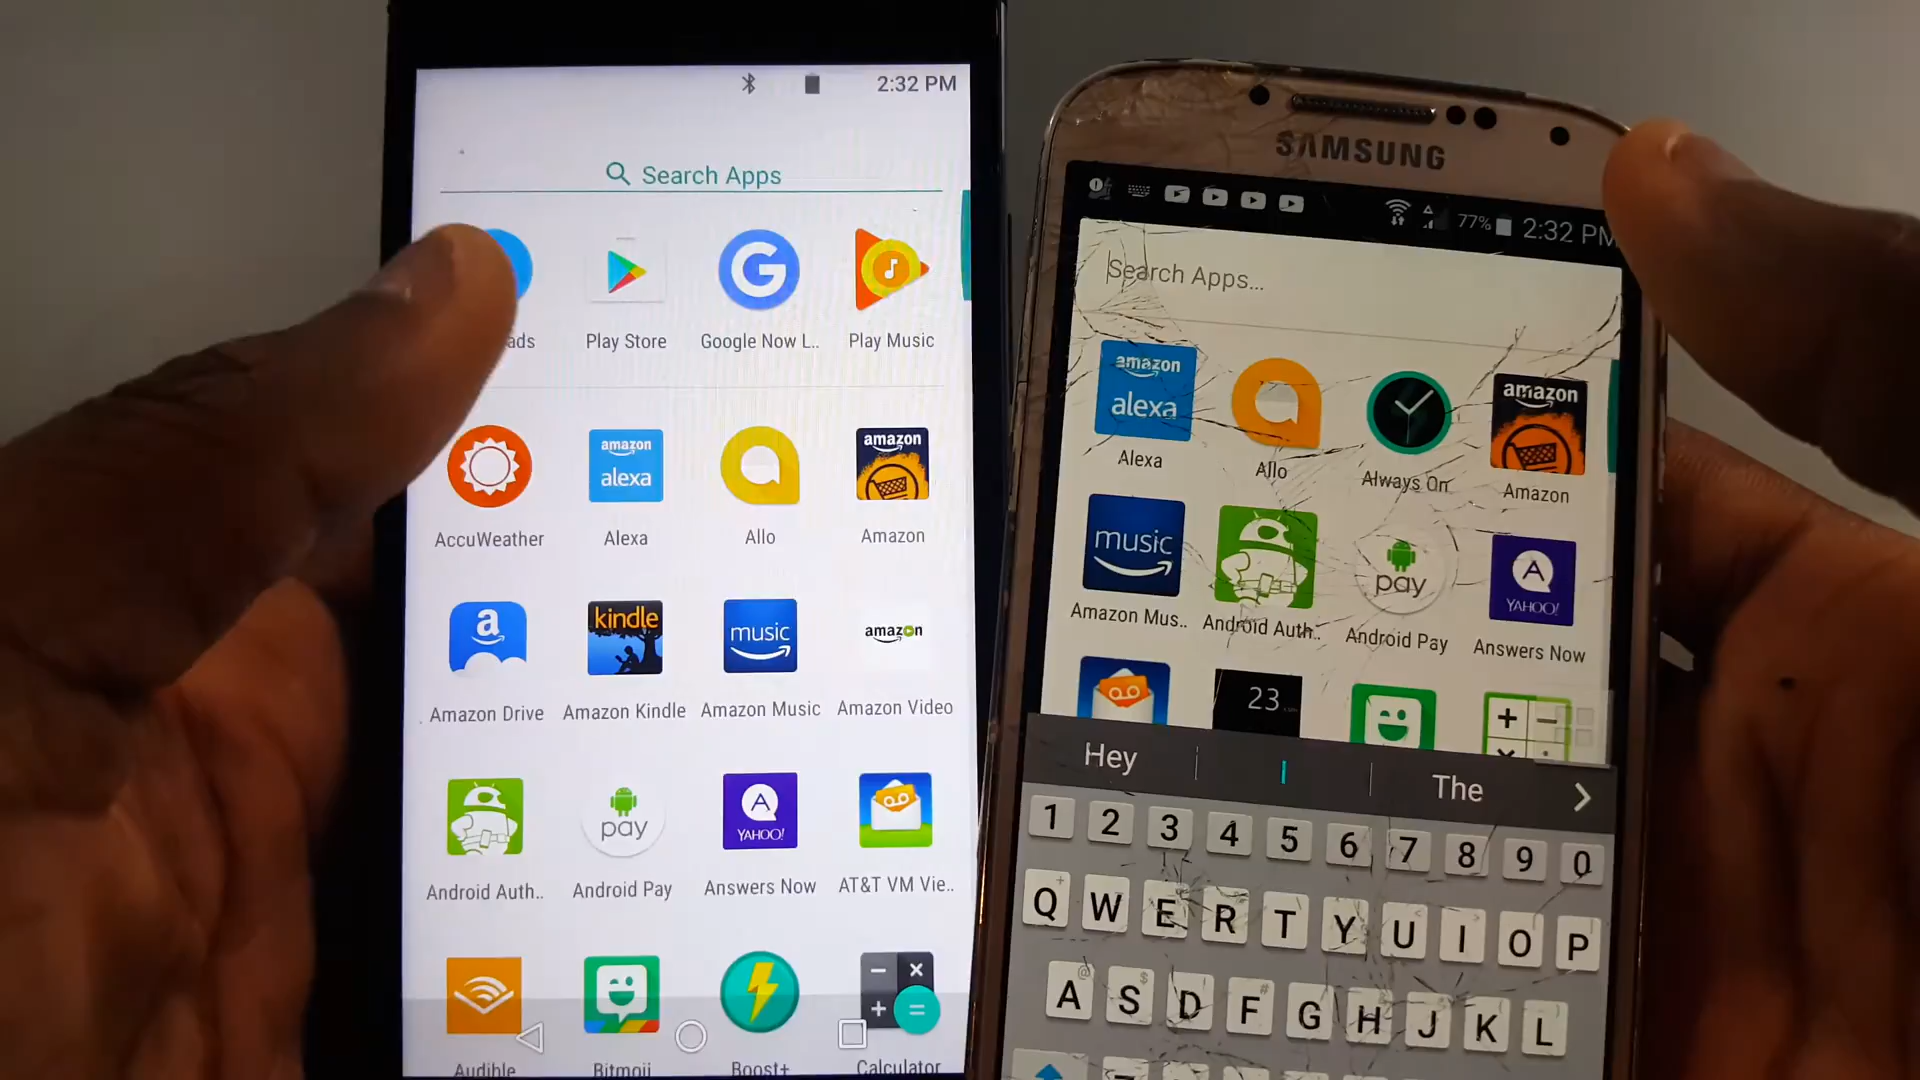 2:32 PM
Search Apps
ads
Play Store
Google Now L..
Play Music
AccuWeather
amazon
alexa
Alexa
Allo
amazon
Amazon
a
Amazon Drive
kindle
Amazon Kindle
music
Amazon Music
amazon
Amazon Video
Android Auth..
pay
Android Pay
A
YAHOO!
Answers Now
AT&T VM Vie..
Audible
Bitmoji
Boost+
Calculator
SAMSUNG
77% 2:32 PM
Search Apps...
amazon
alexa
Alexa
Allo
Always On
amazon
Amazon
music
Amazon Mus..
Android Auth..
pay
Android Pay
A
YAHOO!
Answers Now
23
Hey I The
1 2 3 4 5 6 7 8 9 0
Q W E R T Y U I O P
A S D F G H J K L